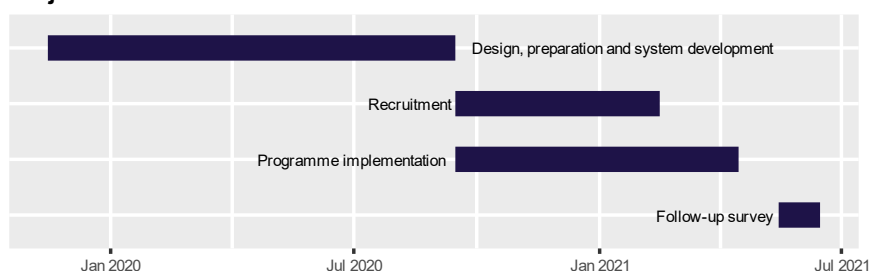 Design, preparation and system development
Recruitment
Programme implementation
Follow-up survey
Jan 2020 Jul 2020 Jan 2021 Jul 2021